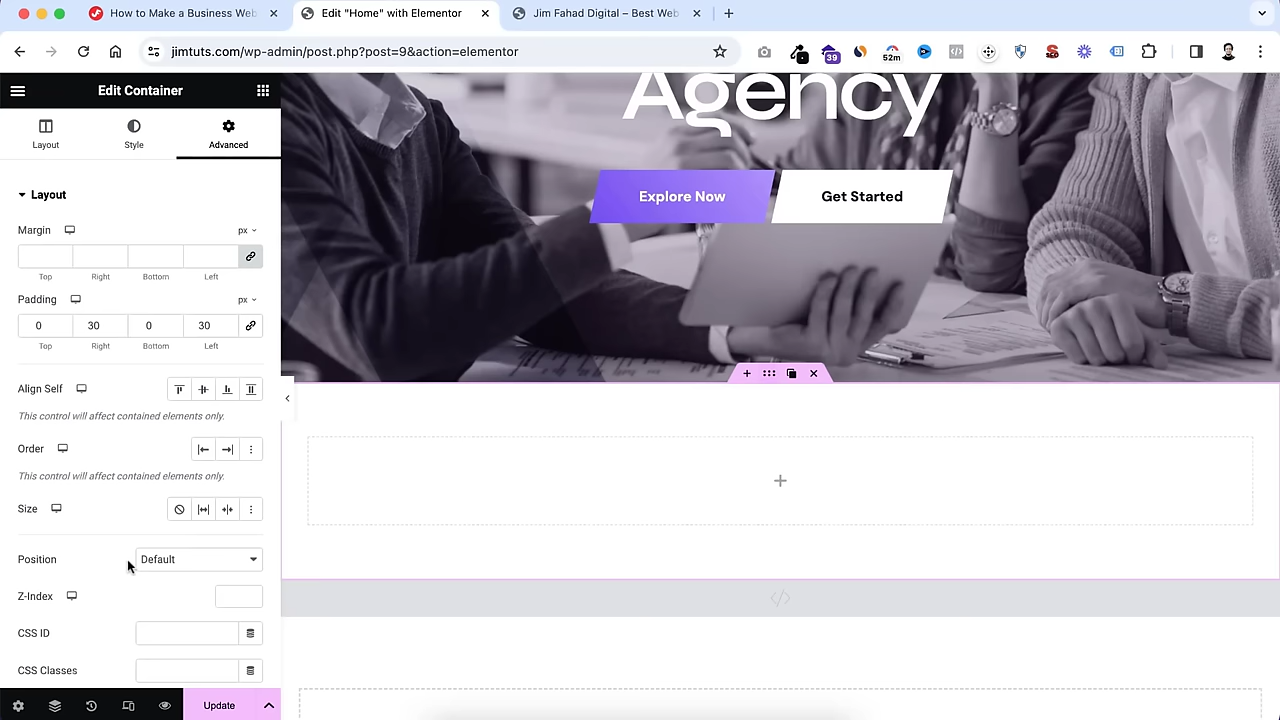 How to Make a Business Web
Edit "Home" with Elementor
Jim Fahad Digital – Best Web
jimtuts.com/wp-admin/post.php?post=9&action=elementor
39
52m
Edit Container
Layout
Style
Advanced
Layout
Margin
px
Top
Right
Bottom
Left
Padding
px
0
30
0
30
Top
Right
Bottom
Left
Align Self
This control will affect contained elements only.
Order
This control will affect contained elements only.
Size
Position
Default
Z-Index
CSS ID
CSS Classes
Update
Agency
Explore Now
Get Started